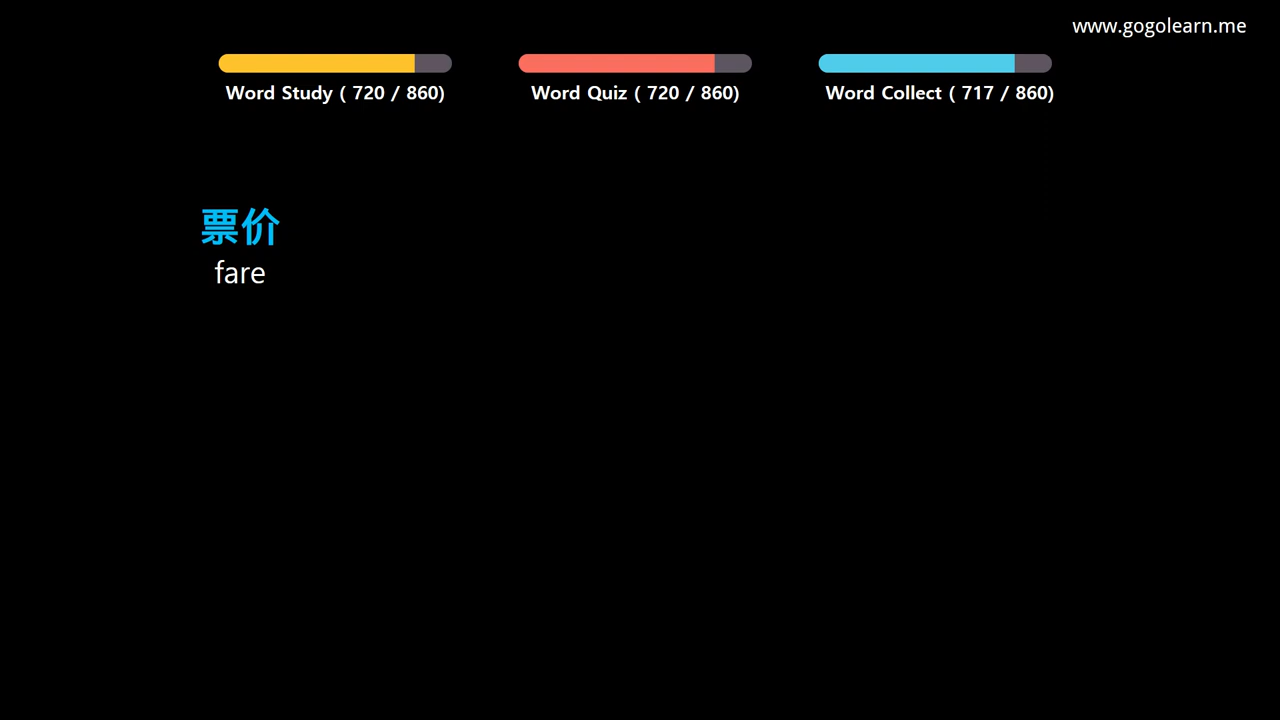 www.gogolearn.me
Word Study ( 720 / 860)
Word Quiz ( 720 / 860)
Word Collect ( 717 / 860)
票价
fare